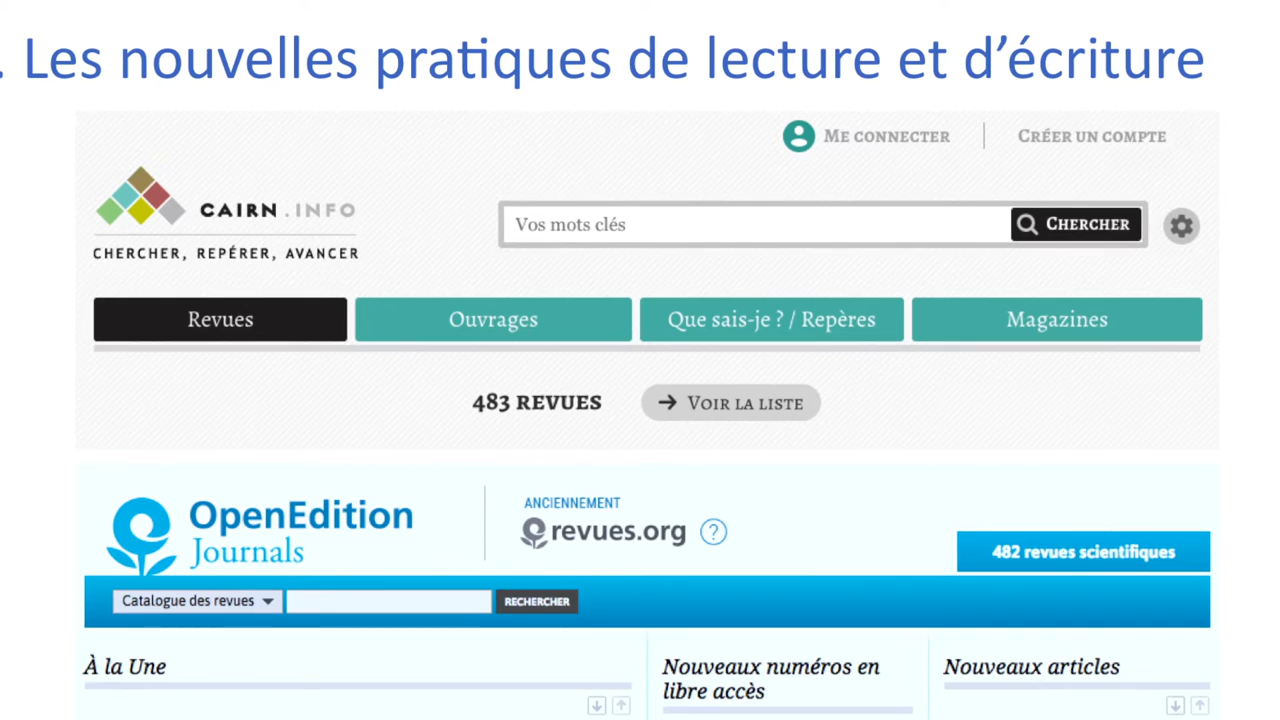 . Les nouvelles pratiques de lecture et d’écriture
ME CONNECTER
CRÉER UN COMPTE
CAIRN.INFO
CHERCHER, REPÉRER, AVANCER
Vos mots clés
CHERCHER
Revues
Ouvrages
Que sais-je ? / Repères
Magazines
483 REVUES
VOIR LA LISTE
OpenEdition
Journals
ANCIENNEMENT
revues.org ?
482 revues scientifiques
Catalogue des revues
RECHERCHER
À la Une
Nouveaux numéros en
libre accès
Nouveaux articles